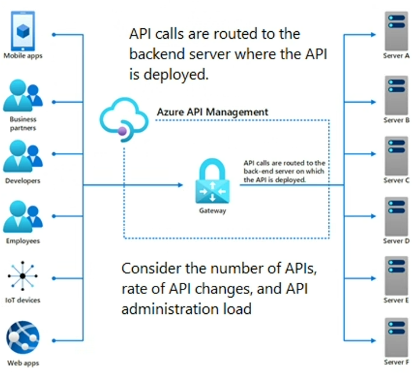 API calls are routed to the
backend server where the API
is deployed.
Mobile apps
Server A
Azure API Management
Business
partners
Server B
API calls are routed to the
back-end server on which
the API is deployed.
Developers
Server C
Gateway
Employees
Server D
Consider the number of APIs,
rate of API changes, and API
administration load
IoT devices
Server E
Web apps
Server F